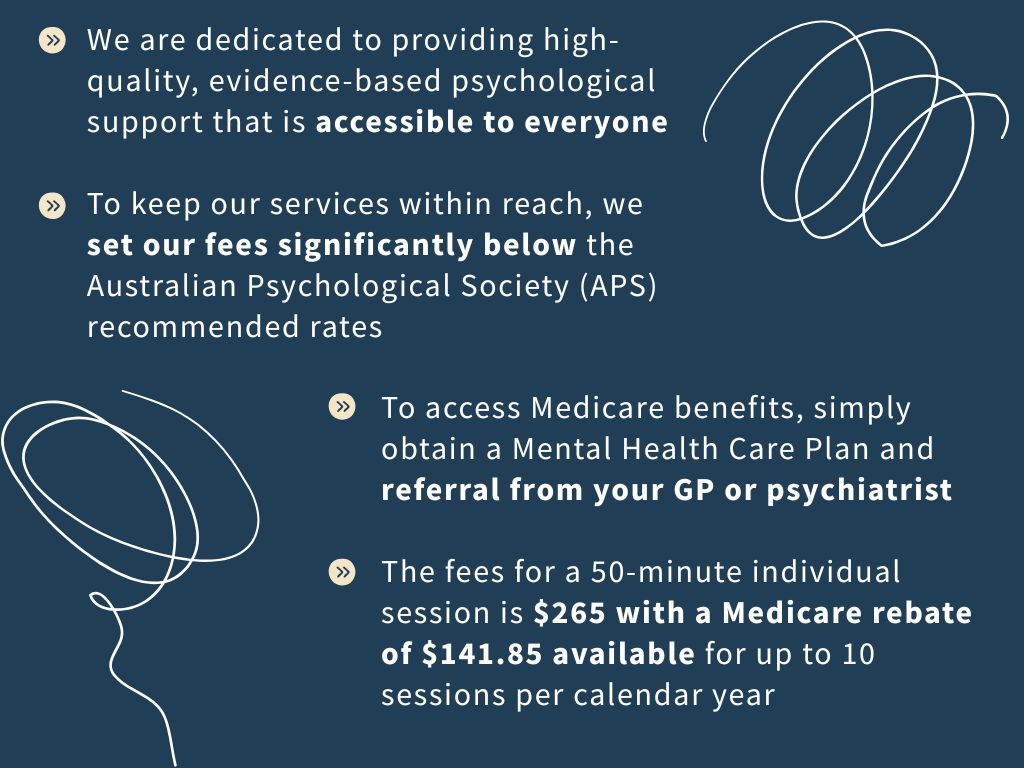 We are dedicated to providing high-
quality, evidence-based psychological
support that is accessible to everyone
To keep our services within reach, we
set our fees significantly below the
Australian Psychological Society (APS)
recommended rates
To access Medicare benefits, simply
obtain a Mental Health Care Plan and
referral from your GP or psychiatrist
The fees for a 50-minute individual
session is $265 with a Medicare rebate
of $141.85 available for up to 10
sessions per calendar year